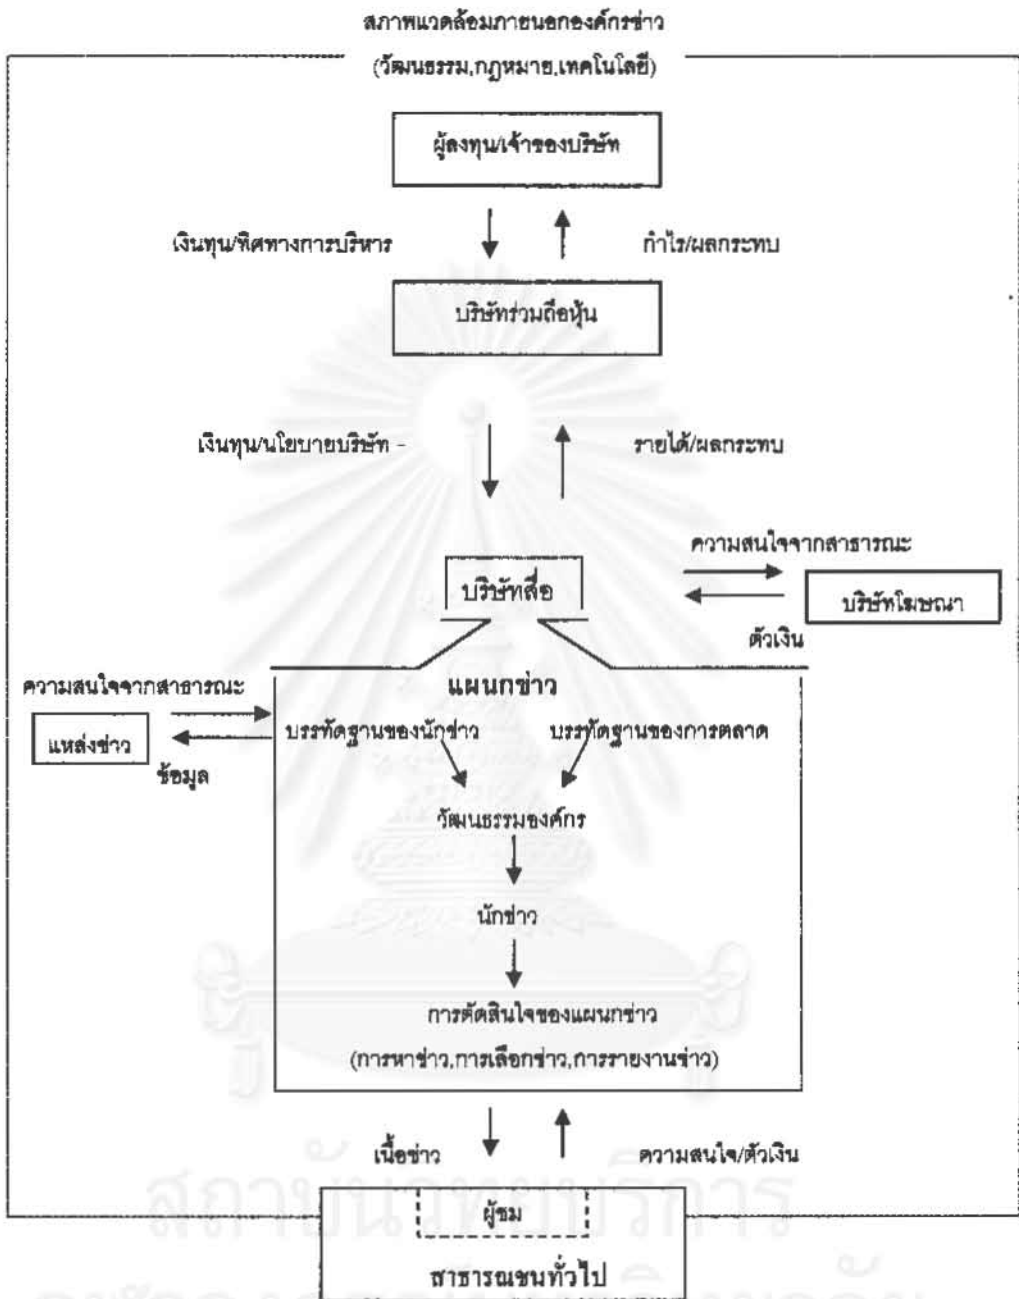 สภาพแวดล้อมภายนอกองค์กรข่าว
(วัฒนธรรม,กฎหมาย,เทคโนโลยี)
ผู้ลงทุน/เจ้าของบริษัท
เงินทุน/ทิศทางการบริหาร
กำไร/ผลกระทบ
บริษัทร่วมถือหุ้น
เงินทุน/นโยบายบริษัท -
รายได้/ผลกระทบ
ความสนใจจากสาธารณะ
บริษัทสื่อ
บริษัทโฆษณา
ตัวเงิน
แผนกข่าว
ความสนใจจากสาธารณะ
แหล่งข่าว
ข้อมูล
บรรทัดฐานของนักข่าว
บรรทัดฐานของการตลาด
วัฒนธรรมองค์กร
นักข่าว
การตัดสินใจของแผนกข่าว
(การหาข่าว,การเลือกข่าว,การรายงานข่าว)
เนื้อข่าว
ความสนใจ/ตัวเงิน
ผู้ชม
สาธารณชนทั่วไป
สถาบันวิทยบริการ